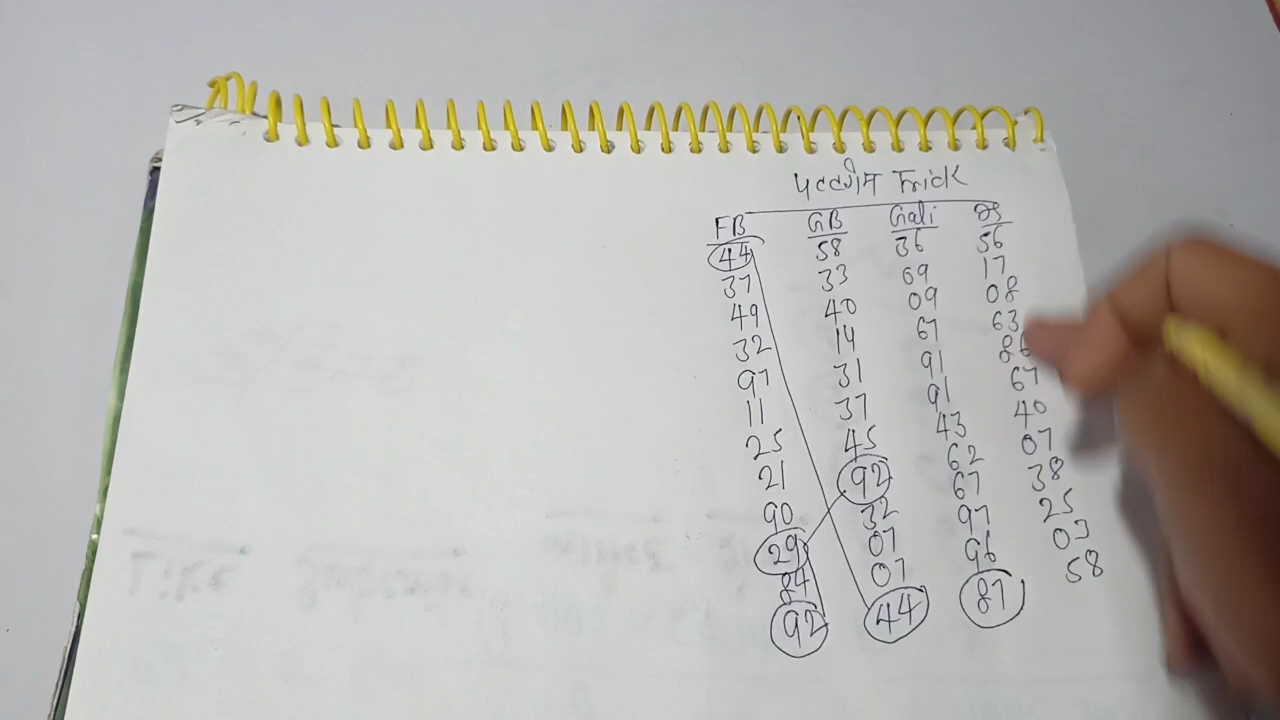 Trick
FB GB Gali DS
44 58 36 56
37 33 69 17
49 40 09 08
32 14 67 63
97 31 91 86
11 37 91 67
25 45 43 40
21 92 62 07
90 32 67 38
29 07 97 25
84 07 96 07
92 44 87 58